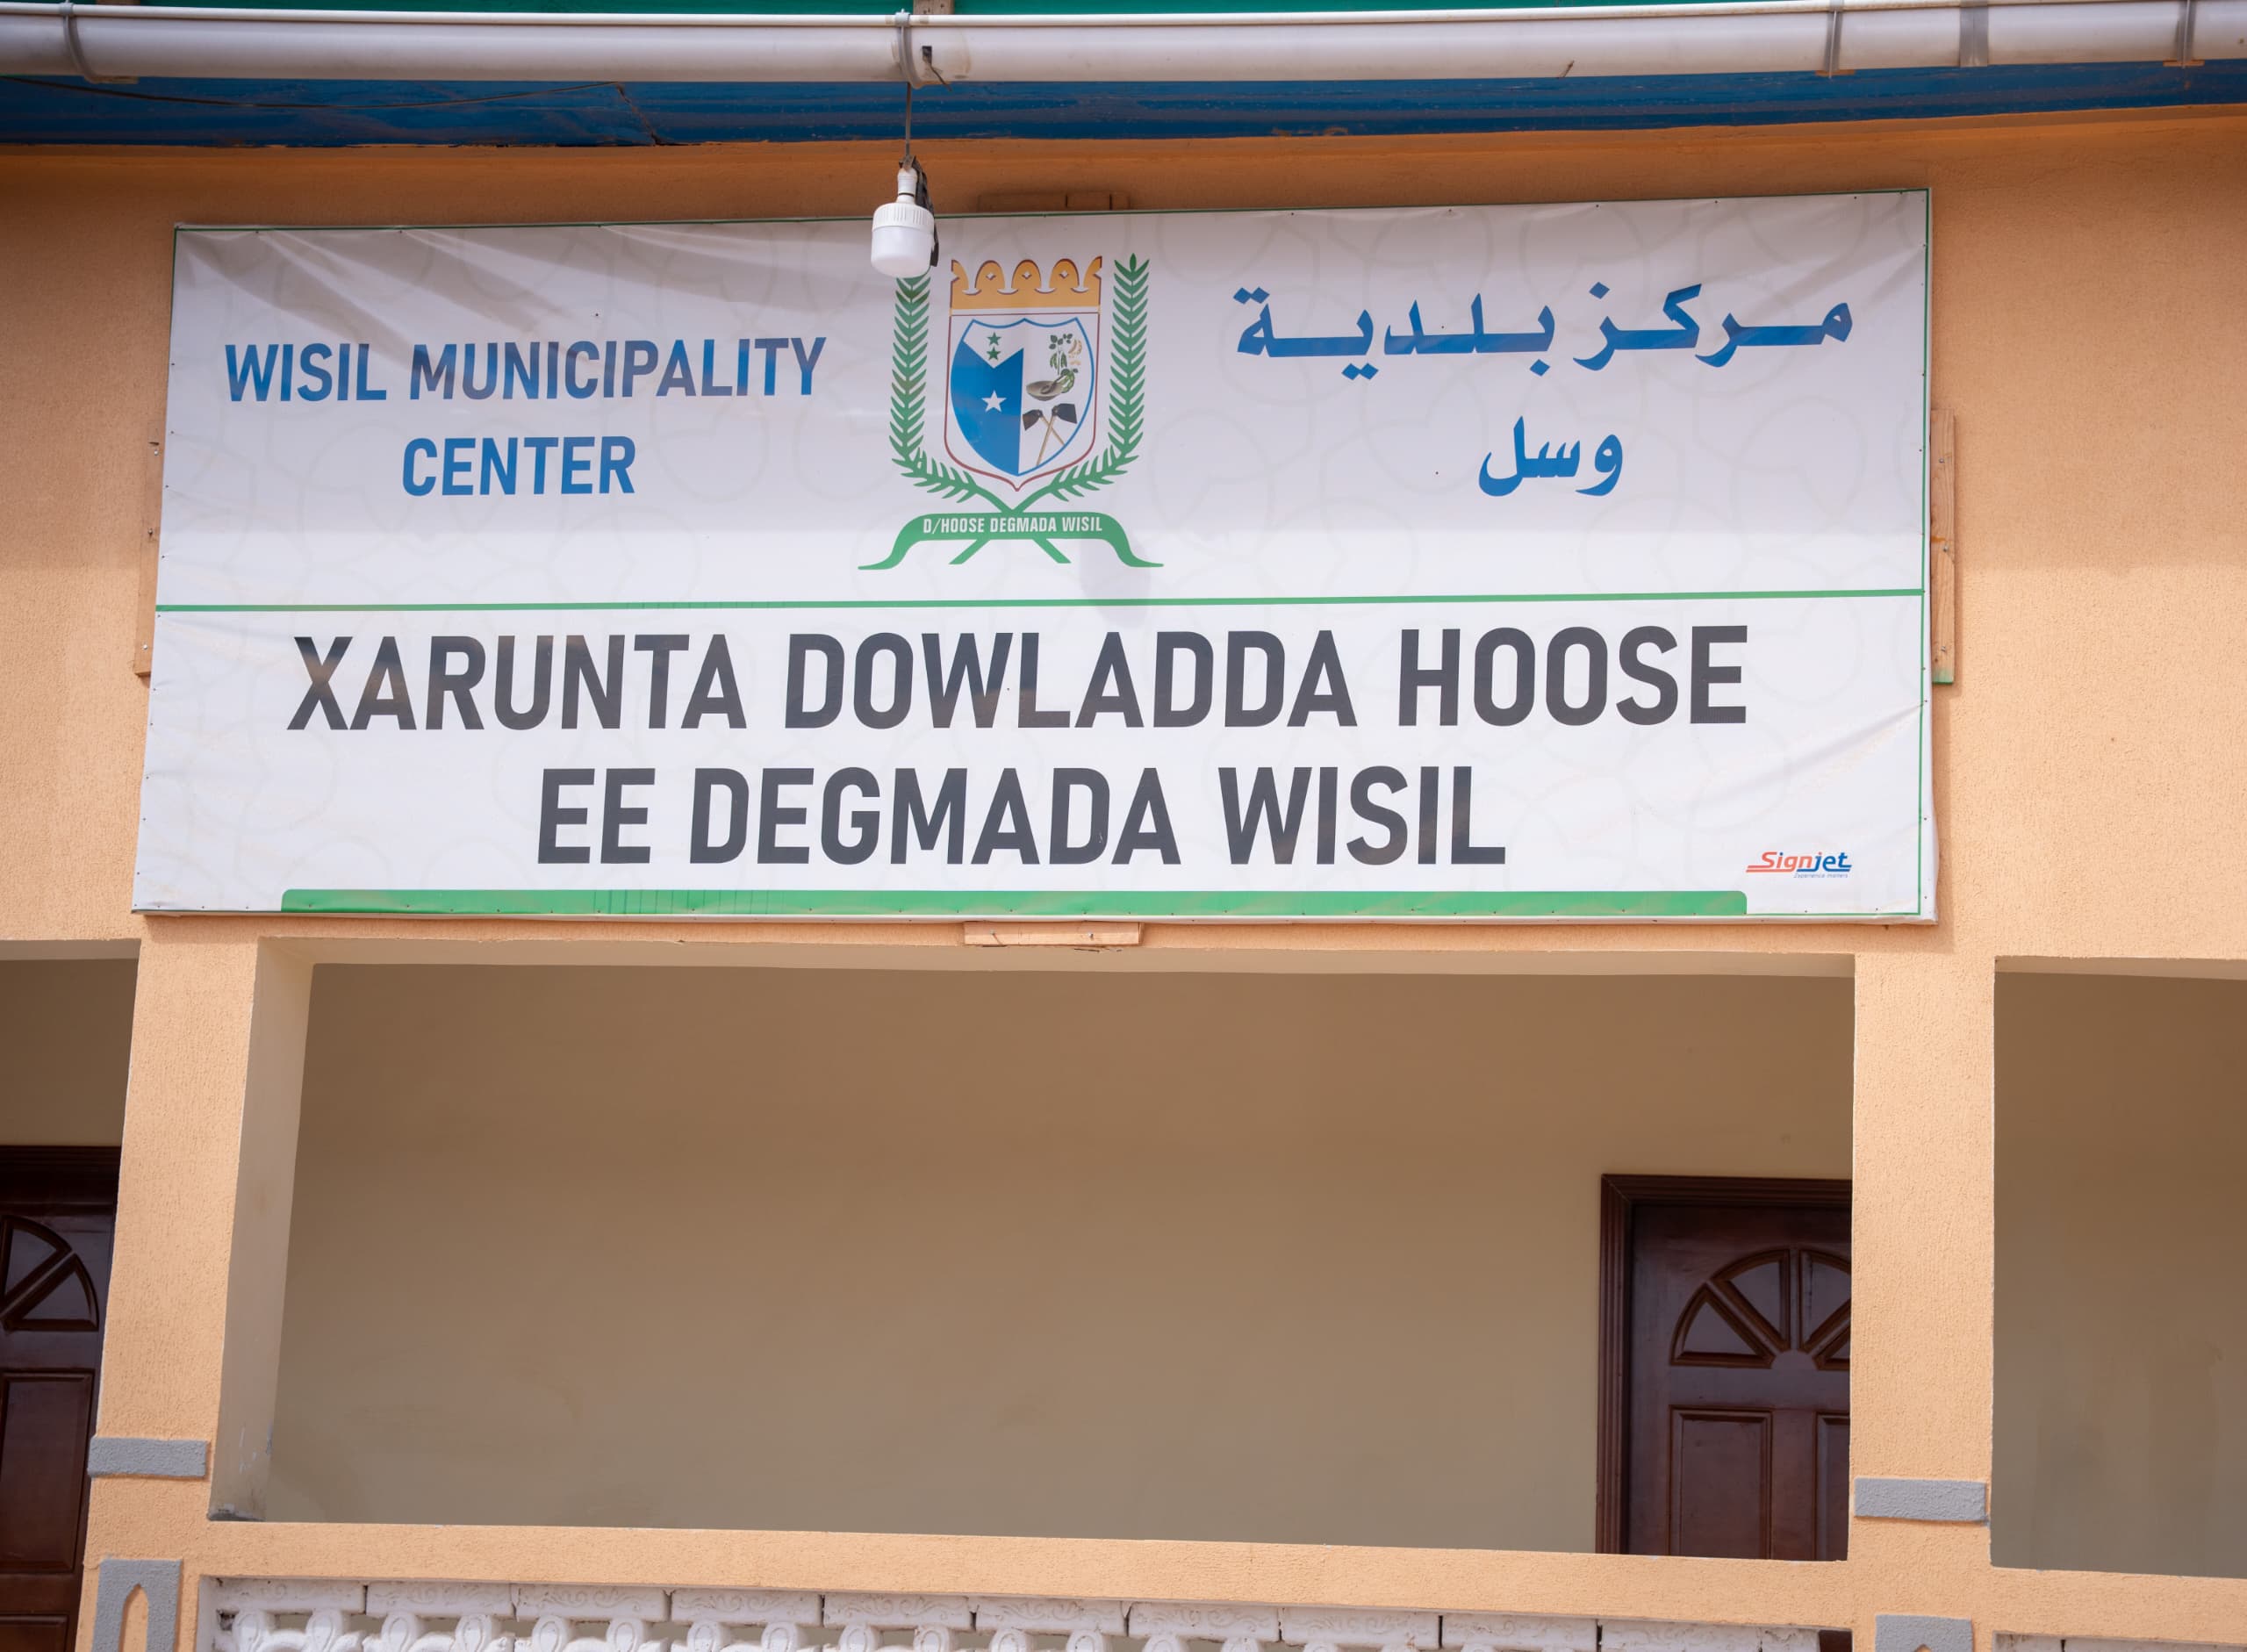 WISIL MUNICIPALITY
CENTER
مركز بلدية
وسل
D/HOOSE DEGMADA WISIL
XARUNTA DOWLADDA HOOSE
EE DEGMADA WISIL
Signjet